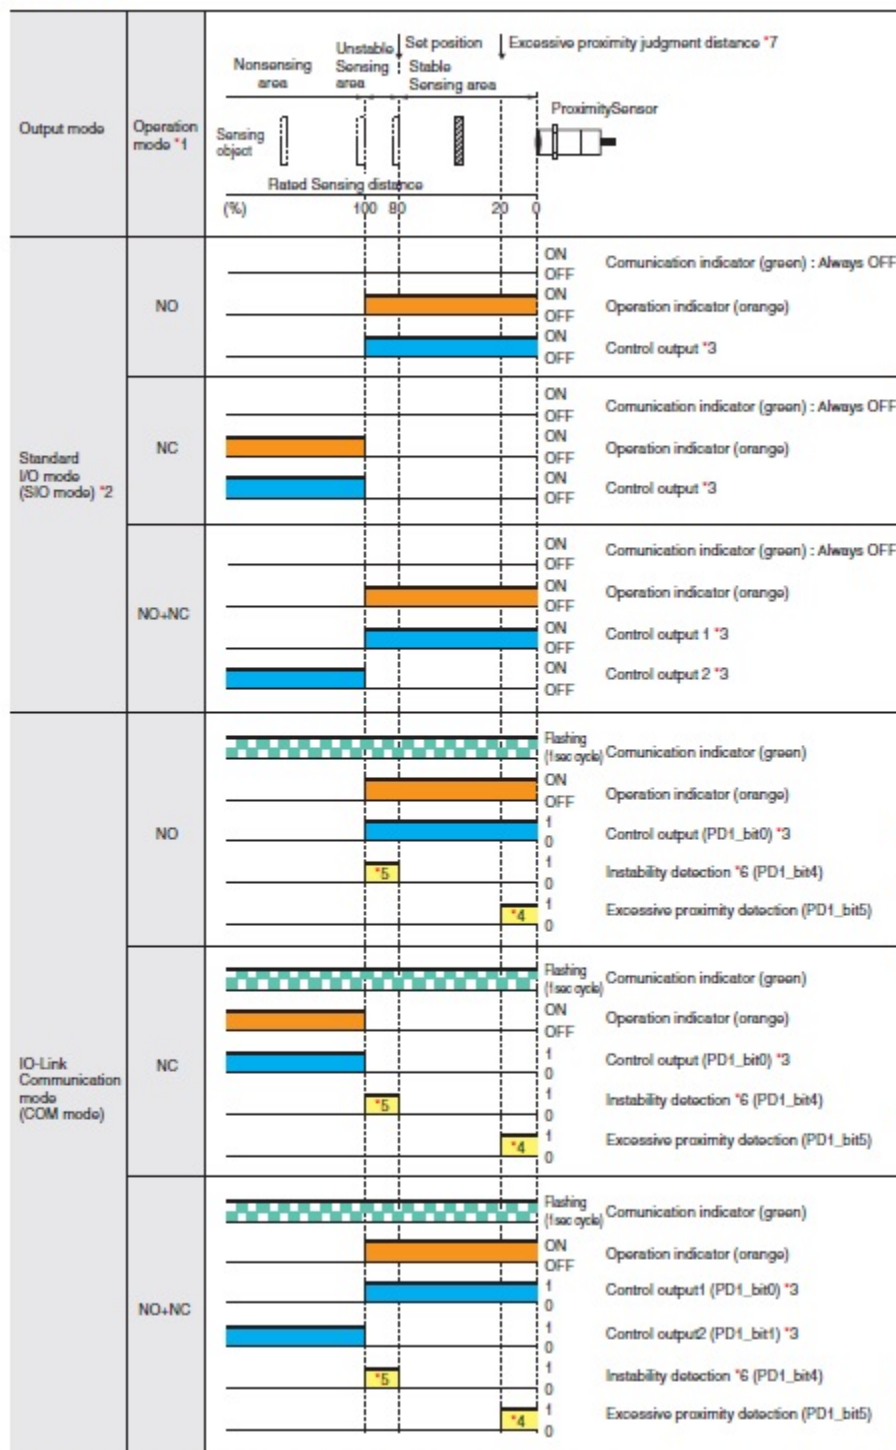 Output mode
Operation
mode *1
Nonsensing
area
Unstable
Sensing
area
Set position
Stable
Sensing area
Excessive proximity judgment distance *7
Sensing
object
ProximitySensor
Rated Sensing distance
(%)
100 80 20 0
Standard
I/O mode
(SIO mode) *2
NO
ON
OFF
Comunication indicator (green) : Always OFF
ON
OFF
Operation indicator (orange)
ON
OFF
Control output *3
NC
ON
OFF
Comunication indicator (green) : Always OFF
ON
OFF
Operation indicator (orange)
ON
OFF
Control output *3
NO+NC
ON
OFF
Comunication indicator (green) : Always OFF
ON
OFF
Operation indicator (orange)
ON
OFF
Control output 1 *3
ON
OFF
Control output 2 *3
IO-Link
Communication
mode
(COM mode)
NO
Flashing
(1sec cycle)
Comunication indicator (green)
ON
OFF
Operation indicator (orange)
1
0
Control output (PD1_bit0) *3
*5
1
0
Instability detection *6 (PD1_bit4)
*4
1
0
Excessive proximity detection (PD1_bit5)
NC
Flashing
(1sec cycle)
Comunication indicator (green)
ON
OFF
Operation indicator (orange)
1
0
Control output (PD1_bit0) *3
*5
1
0
Instability detection *6 (PD1_bit4)
*4
1
0
Excessive proximity detection (PD1_bit5)
NO+NC
Flashing
(1sec cycle)
Comunication indicator (green)
ON
OFF
Operation indicator (orange)
1
0
Control output1 (PD1_bit0) *3
1
0
Control output2 (PD1_bit1) *3
*5
1
0
Instability detection *6 (PD1_bit4)
*4
1
0
Excessive proximity detection (PD1_bit5)